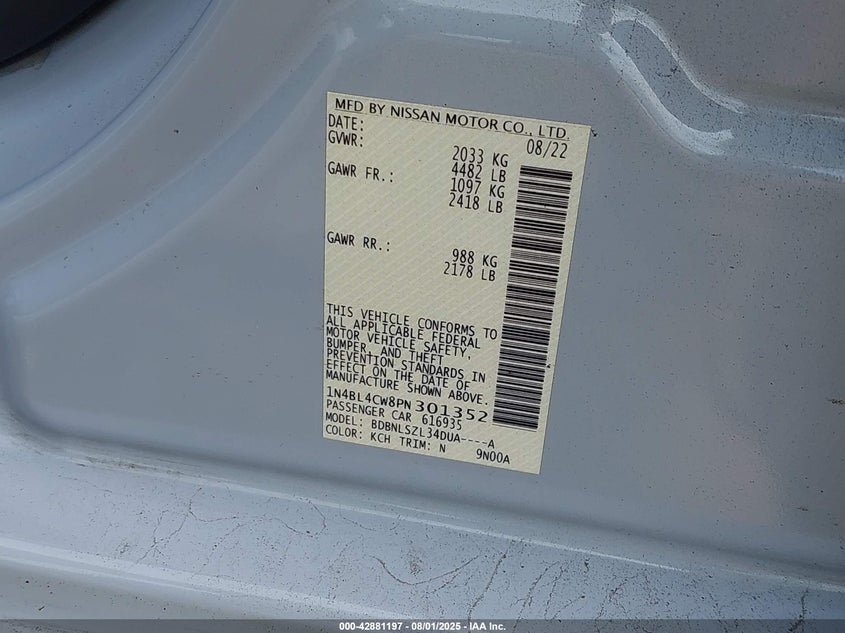 MFD BY NISSAN MOTOR CO., LTD.
DATE: 08/22
GVWR: 2033 KG
4482 LB
GAWR FR.: 1097 KG
2418 LB
GAWR RR.: 988 KG
2178 LB
THIS VEHICLE CONFORMS TO
ALL APPLICABLE FEDERAL
MOTOR VEHICLE SAFETY,
BUMPER, AND THEFT
PREVENTION STANDARDS IN
EFFECT ON THE DATE OF
MANUFACTURE SHOWN ABOVE.
1N4BL4CW8PN301352
PASSENGER CAR 616935
MODEL: BDBNLSZL34DUA----A
COLOR: KCH TRIM: N 9N00A
000-42881197 - 08/01/2025 - IAA Inc.